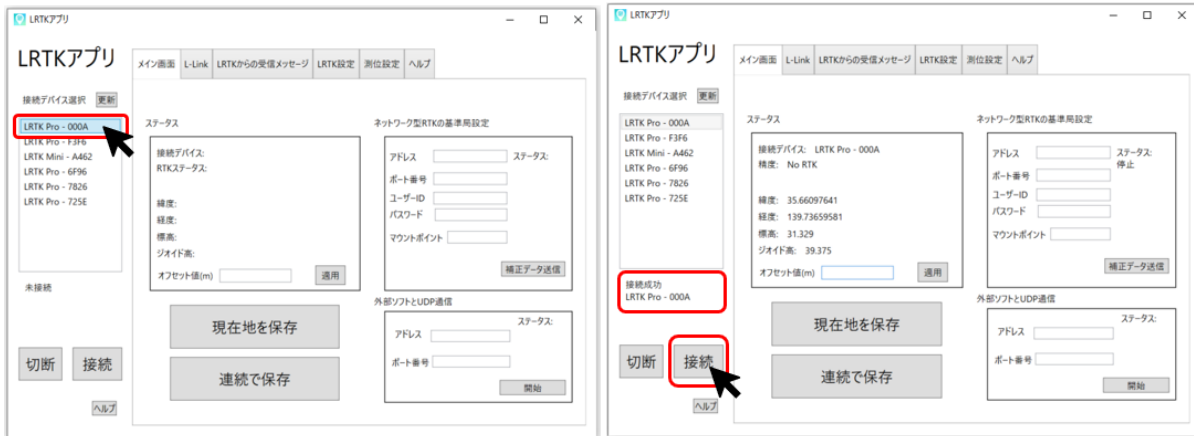 LRTKアプリ
LRTKアプリ
メイン画面 L-Link LRTKからの受信メッセージ LRTK設定 測位設定 ヘルプ
接続デバイス選択 更新
LRTK Pro - 000A
LRTK Pro - F3F6
LRTK Mini - A462
LRTK Pro - 6F96
LRTK Pro - 7826
LRTK Pro - 725E
未接続
切断 接続
ヘルプ
ステータス
接続デバイス:
RTKステータス:
緯度:
経度:
標高:
ジオイド高:
オフセット値(m) 適用
現在地を保存
連続で保存
ネットワーク型RTKの基準局設定
アドレス ステータス:
ポート番号
ユーザーID
パスワード
マウントポイント
補正データ送信
外部ソフトとUDP通信
ステータス:
アドレス
ポート番号
開始
LRTKアプリ
LRTKアプリ
メイン画面 L-Link LRTKからの受信メッセージ LRTK設定 測位設定 ヘルプ
接続デバイス選択 更新
LRTK Pro - 000A
LRTK Pro - F3F6
LRTK Mini - A462
LRTK Pro - 6F96
LRTK Pro - 7826
LRTK Pro - 725E
接続成功
LRTK Pro - 000A
切断 接続
ヘルプ
ステータス
接続デバイス: LRTK Pro - 000A
精度: No RTK
緯度: 35.66097641
経度: 139.73659581
標高: 31.329
ジオイド高: 39.375
オフセット値(m) 適用
現在地を保存
連続で保存
ネットワーク型RTKの基準局設定
アドレス ステータス:
停止
ポート番号
ユーザーID
パスワード
マウントポイント
補正データ送信
外部ソフトとUDP通信
ステータス:
アドレス
ポート番号
開始